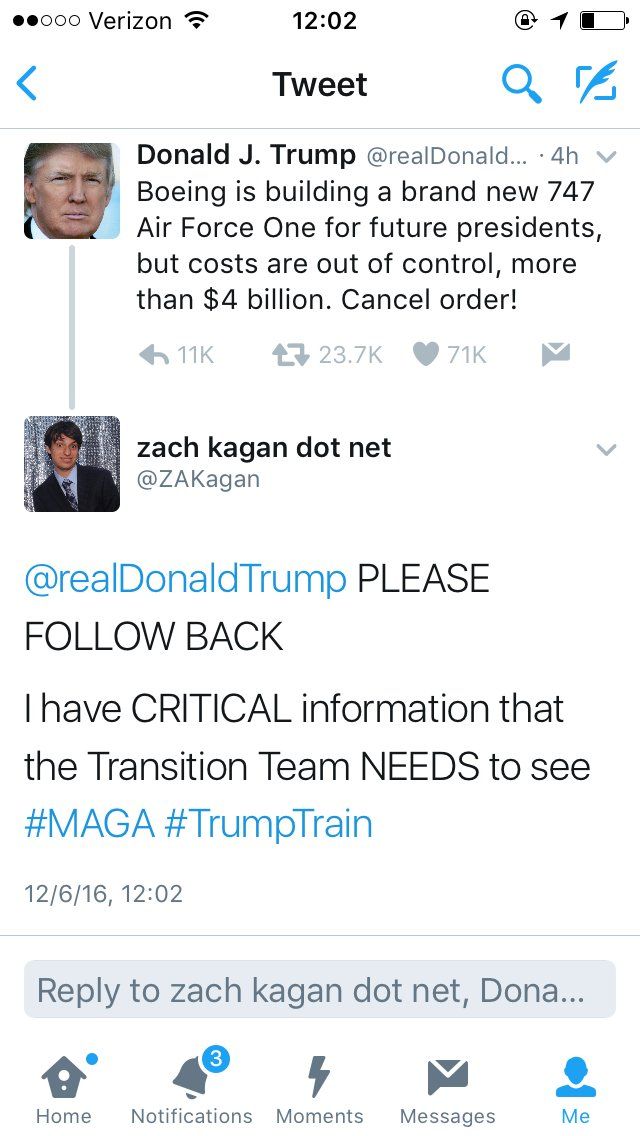 Verizon 12:02
Tweet
Donald J. Trump @realDonald... · 4h
Boeing is building a brand new 747
Air Force One for future presidents,
but costs are out of control, more
than $4 billion. Cancel order!
11K 23.7K 71K
zach kagan dot net
@ZAKagan
@realDonaldTrump PLEASE
FOLLOW BACK
I have CRITICAL information that
the Transition Team NEEDS to see
#MAGA #TrumpTrain
12/6/16, 12:02
Reply to zach kagan dot net, Dona...
3
Home Notifications Moments Messages Me